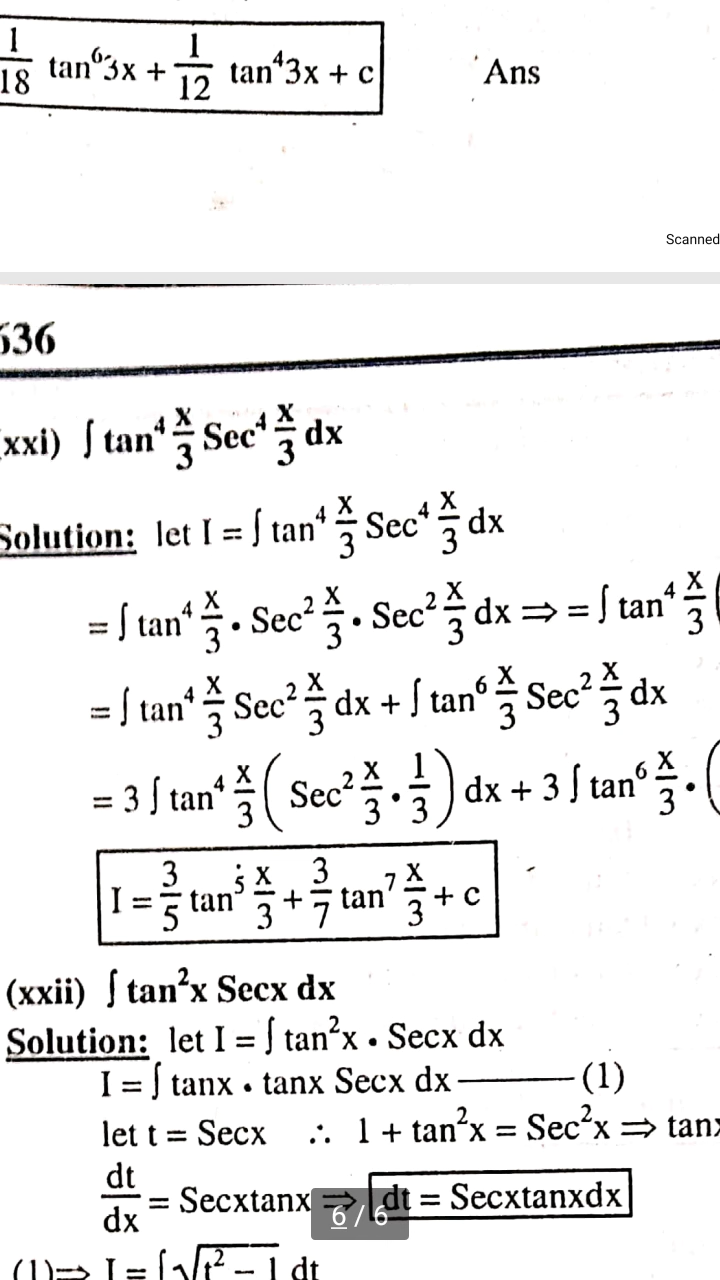 1/18 tan⁶3x + 1/12 tan⁴3x + c Ans
Scanned
636
(xxi) ∫ tan⁴ x/3 Sec⁴ x/3 dx
Solution: let I = ∫ tan⁴ x/3 Sec⁴ x/3 dx
= ∫ tan⁴ x/3 . Sec² x/3 . Sec² x/3 dx ⇒ = ∫ tan⁴ x/3 (
= ∫ tan⁴ x/3 Sec² x/3 dx + ∫ tan⁶ x/3 Sec² x/3 dx
= 3 ∫ tan⁴ x/3 ( Sec² x/3 . 1/3 ) dx + 3 ∫ tan⁶ x/3 . (
I = 3/5 tan⁵ x/3 + 3/7 tan⁷ x/3 + c
(xxii) ∫ tan²x Secx dx
Solution: let I = ∫ tan²x . Secx dx
I = ∫ tanx . tanx Secx dx ——— (1)
let t = Secx ∴ 1 + tan²x = Sec²x ⇒ tanx
dt/dx = Secxtanx ⇒ dt = Secxtanxdx
6 / 6
(1)⇒ I = ∫ √(t² – 1) dt